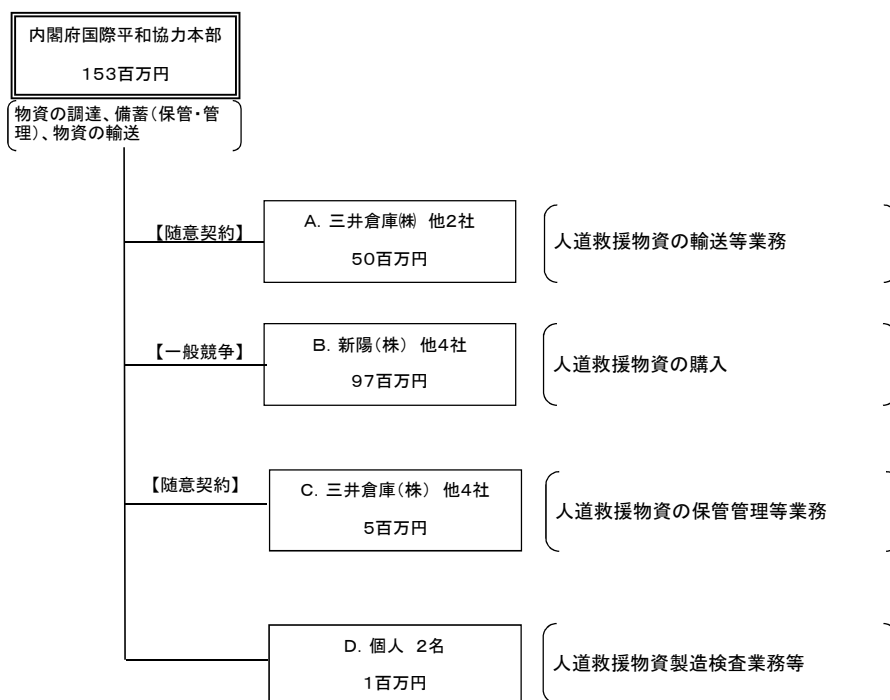 内閣府国際平和協力本部
153百万円
物資の調達、備蓄(保管・管
理)、物資の輸送
【随意契約】
A. 三井倉庫㈱ 他2社
50百万円
人道救援物資の輸送等業務
【一般競争】
B. 新陽(株) 他4社
97百万円
人道救援物資の購入
【随意契約】
C. 三井倉庫(株) 他4社
5百万円
人道救援物資の保管管理等業務
D. 個人 2名
1百万円
人道救援物資製造検査業務等